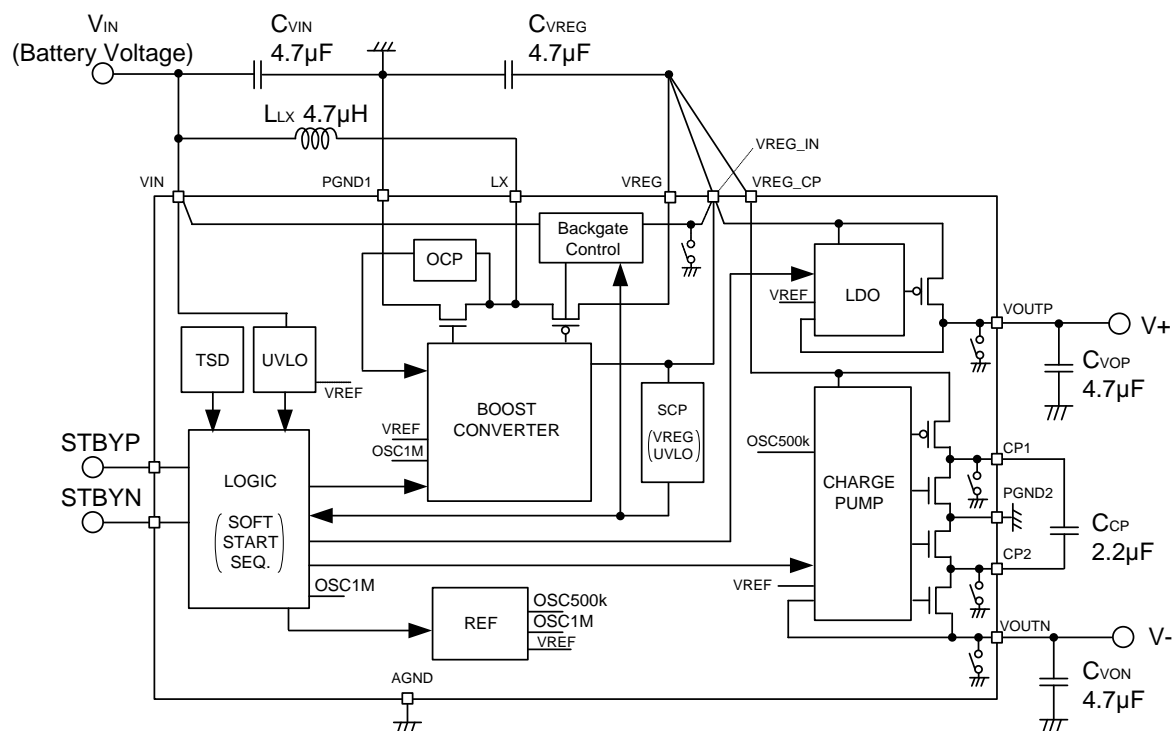 VIN
(Battery Voltage)
CVIN
4.7µF
CVREG
4.7µF
LLX 4.7µH
VREG_IN
VIN
PGND1
LX
VREG
VREG_CP
Backgate
Control
OCP
LDO
VREF
VOUTP
V+
CVOP
4.7µF
TSD
UVLO
VREF
BOOST
CONVERTER
VREF
OSC1M
SCP
(VREG
UVLO)
STBYP
STBYN
LOGIC
(SOFT
START
SEQ.)
OSC1M
OSC500k
CHARGE
PUMP
VREF
CP1
PGND2
CP2
CCP
2.2µF
REF
OSC500k
OSC1M
VREF
VOUTN
V-
CVON
4.7µF
AGND